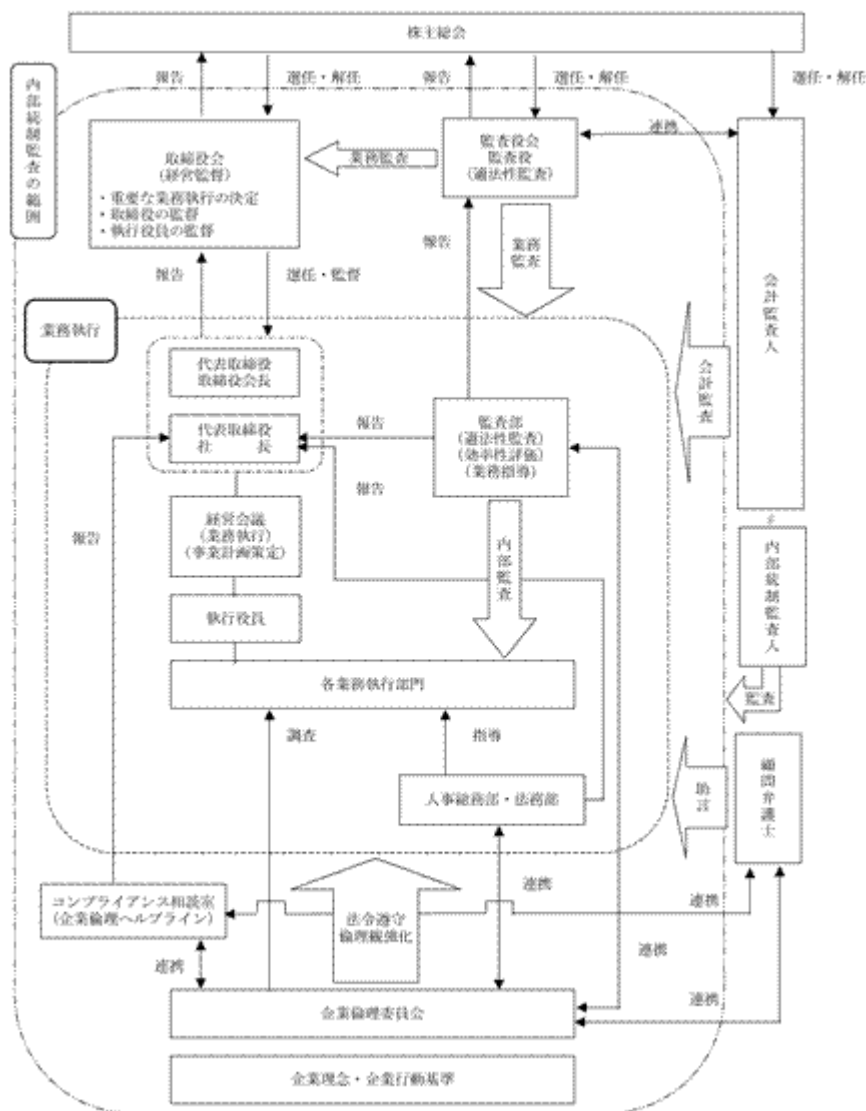 株主総会
報告
選任・解任
報告
選任・解任
選任・解任
内部統制監査の範囲
取締役会
(経営監督)
・重要な業務執行の決定
・取締役の監督
・執行役員の監督
業務監査
監査役会
監査役
(適法性監査)
連携
会計監査人
報告
選任・監督
報告
業務監査
業務執行
代表取締役
取締役会長
代表取締役
社 長
報告
監査部
(適法性監査)
(効率性評価)
(業務指導)
会計監査
報告
報告
経営会議
(業務執行)
(事業計画策定)
内部監査
内部統制監査人
執行役員
各業務執行部門
監査
調査
指導
人事総務部・法務部
助言
顧問弁護士
連携
コンプライアンス相談室
(企業倫理ヘルプライン)
法令遵守
倫理観強化
連携
連携
連携
連携
企業倫理委員会
企業理念・企業行動基準